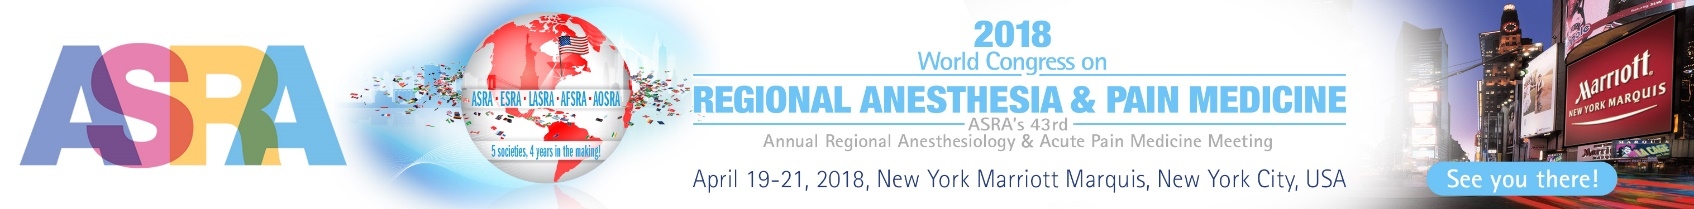 ASRA
ASRA • ESRA • LASRA • AFSRA • AOSRA
5 societies, 4 years in the making!
2018
World Congress on
REGIONAL ANESTHESIA & PAIN MEDICINE
ASRA's 43rd
Annual Regional Anesthesiology & Acute Pain Medicine Meeting
April 19-21, 2018, New York Marriott Marquis, New York City, USA
Marriott
NEW YORK MARQUIS
See you there!